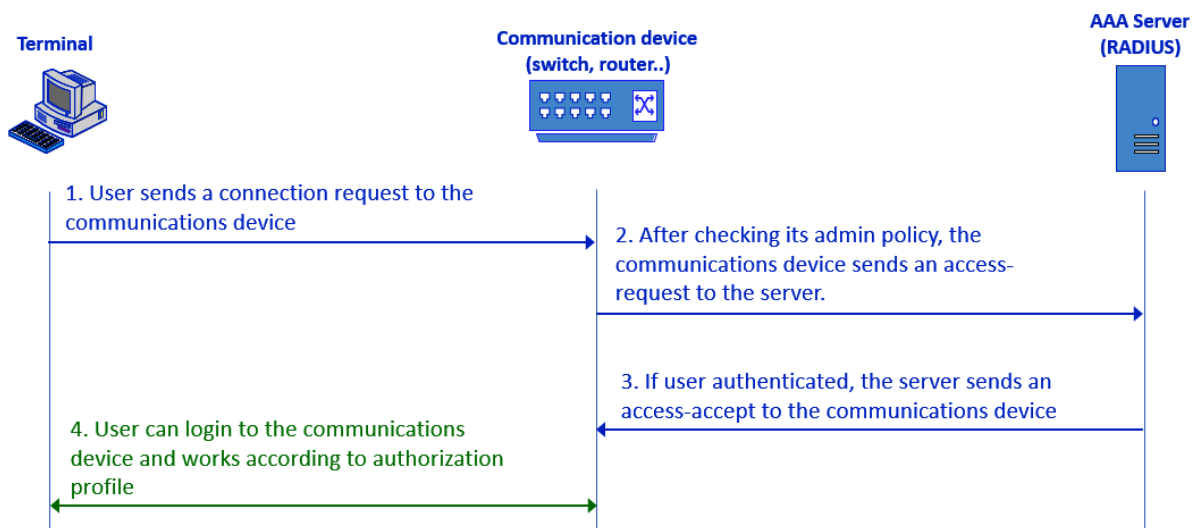 Terminal
Communication device
(switch, router..)
AAA Server
(RADIUS)
1. User sends a connection request to the
communications device
2. After checking its admin policy, the
communications device sends an access-
request to the server.
3. If user authenticated, the server sends an
access-accept to the communications device
4. User can login to the communications
device and works according to authorization
profile